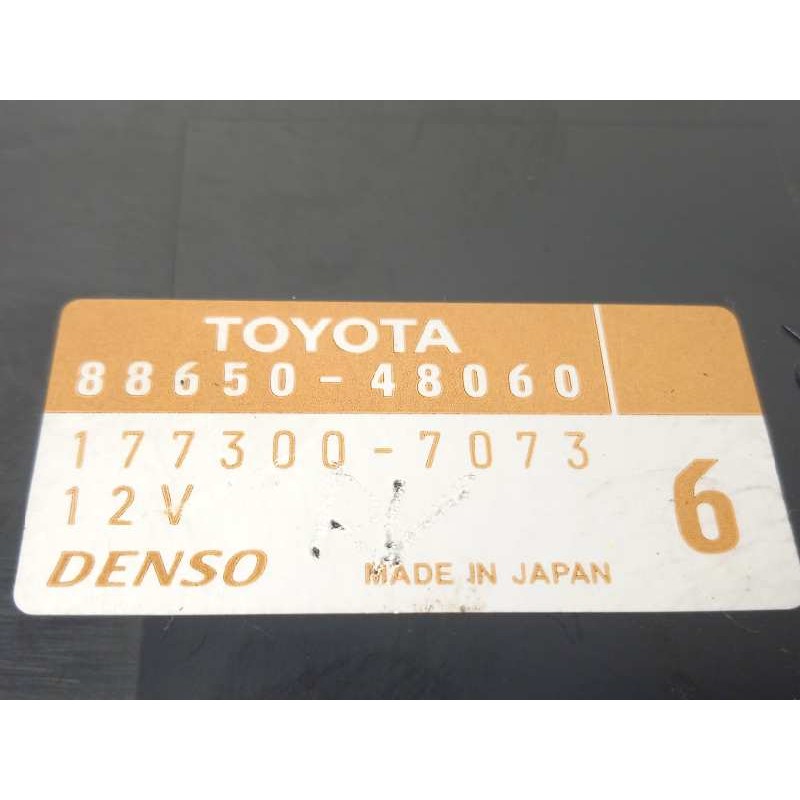 TOYOTA
88650-48060
177300-7073
12V
6
DENSO
MADE IN JAPAN